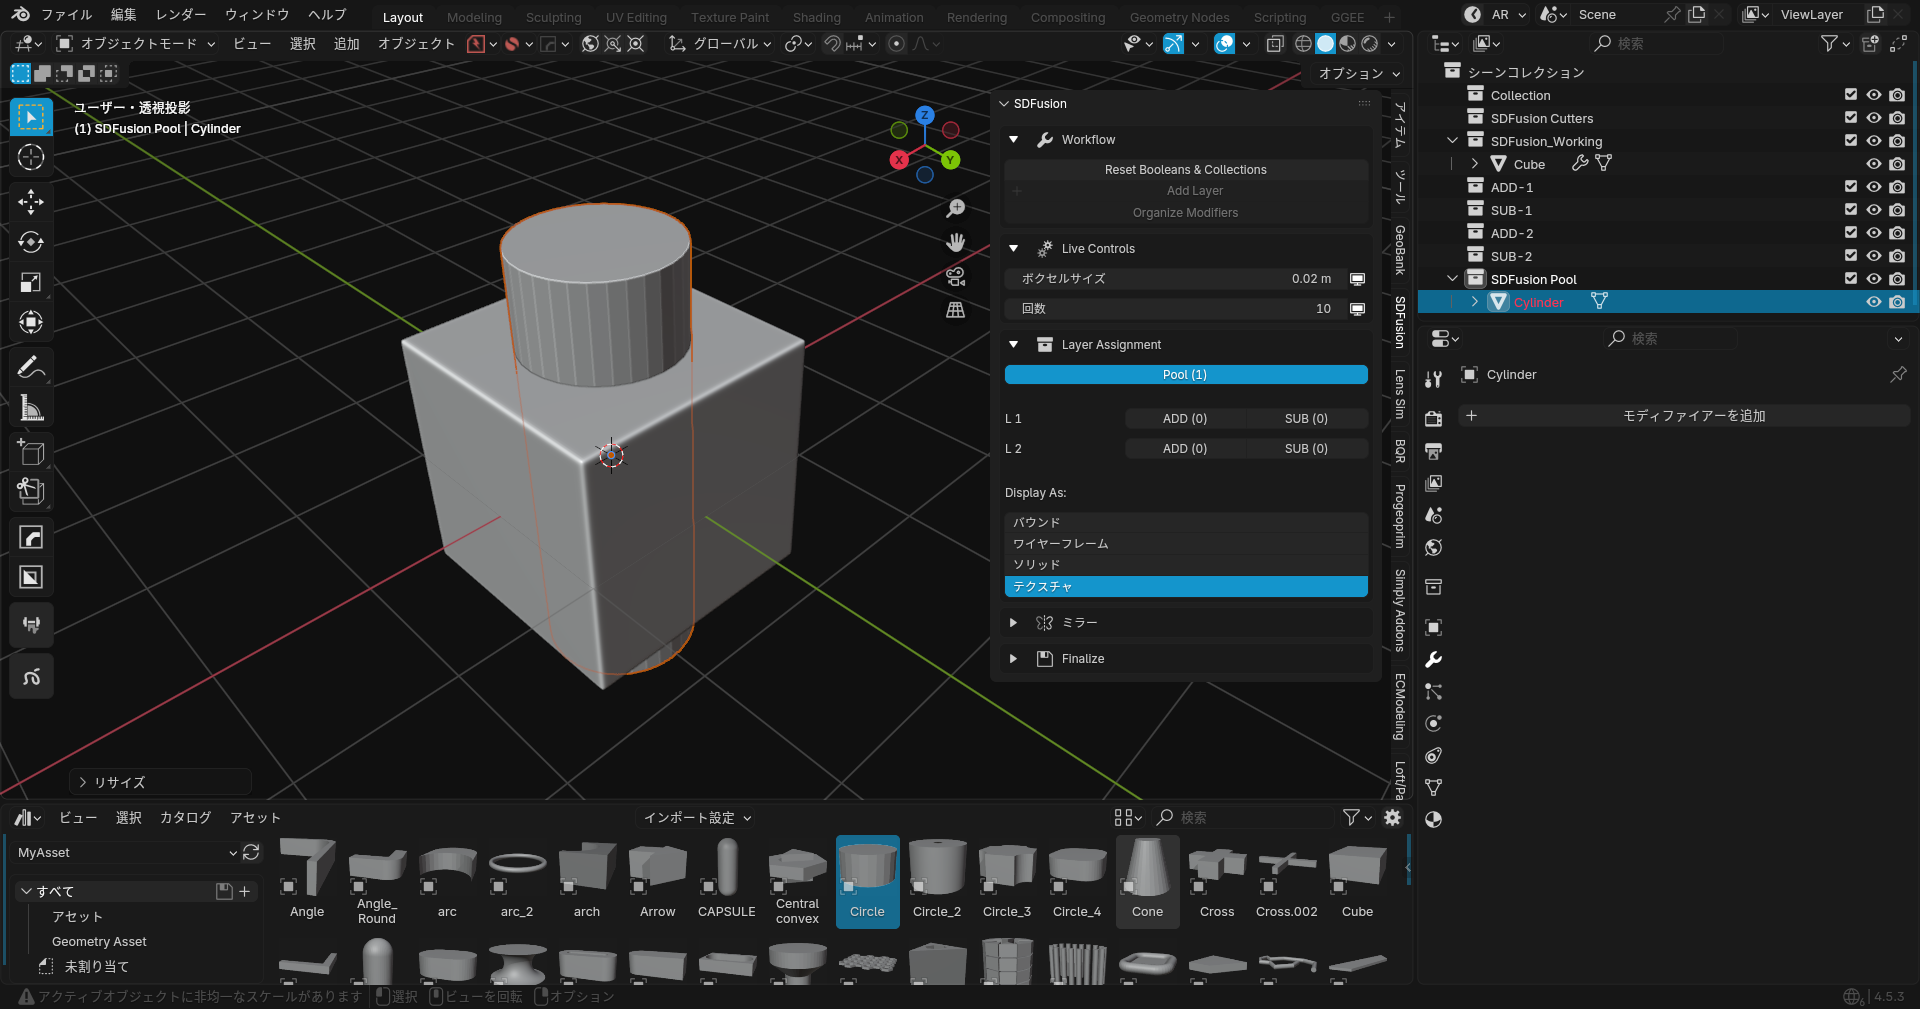 ファイル 編集 レンダー ウィンドウ ヘルプ Layout Modeling Sculpting UV Editing Texture Paint Shading Animation Rendering Compositing Geometry Nodes Scripting GGEE AR Scene ViewLayer
オブジェクトモード ビュー 選択 追加 オブジェクト グローバル
検索
オプション
ユーザー・透視投影
(1) SDFusion Pool | Cylinder
Z
X
Y
SDFusion
Workflow
Reset Booleans & Collections
Add Layer
Organize Modifiers
Live Controls
ボクセルサイズ 0.02 m
回数 10
Layer Assignment
Pool (1)
L 1 ADD (0) SUB (0)
L 2 ADD (0) SUB (0)
Display As:
バウンド
ワイヤーフレーム
ソリッド
テクスチャ
ミラー
Finalize
アイテム
ツール
GeoBank
SDFusion
Lens Sim
BQR
Progeoprim
Simply Addons
ECModeling
Loft/Pa
シーンコレクション
Collection
SDFusion Cutters
SDFusion_Working
Cube
ADD-1
SUB-1
ADD-2
SUB-2
SDFusion Pool
Cylinder
検索
Cylinder
モディファイアーを追加
リサイズ
ビュー 選択 カタログ アセット インポート設定 検索
MyAsset
すべて
アセット
Geometry Asset
未割り当て
Angle Angle_Round arc arc_2 arch Arrow CAPSULE Central convex Circle Circle_2 Circle_3 Circle_4 Cone Cross Cross.002 Cube
アクティブオブジェクトに非均一なスケールがあります 選択 ビューを回転 オプション 4.5.3